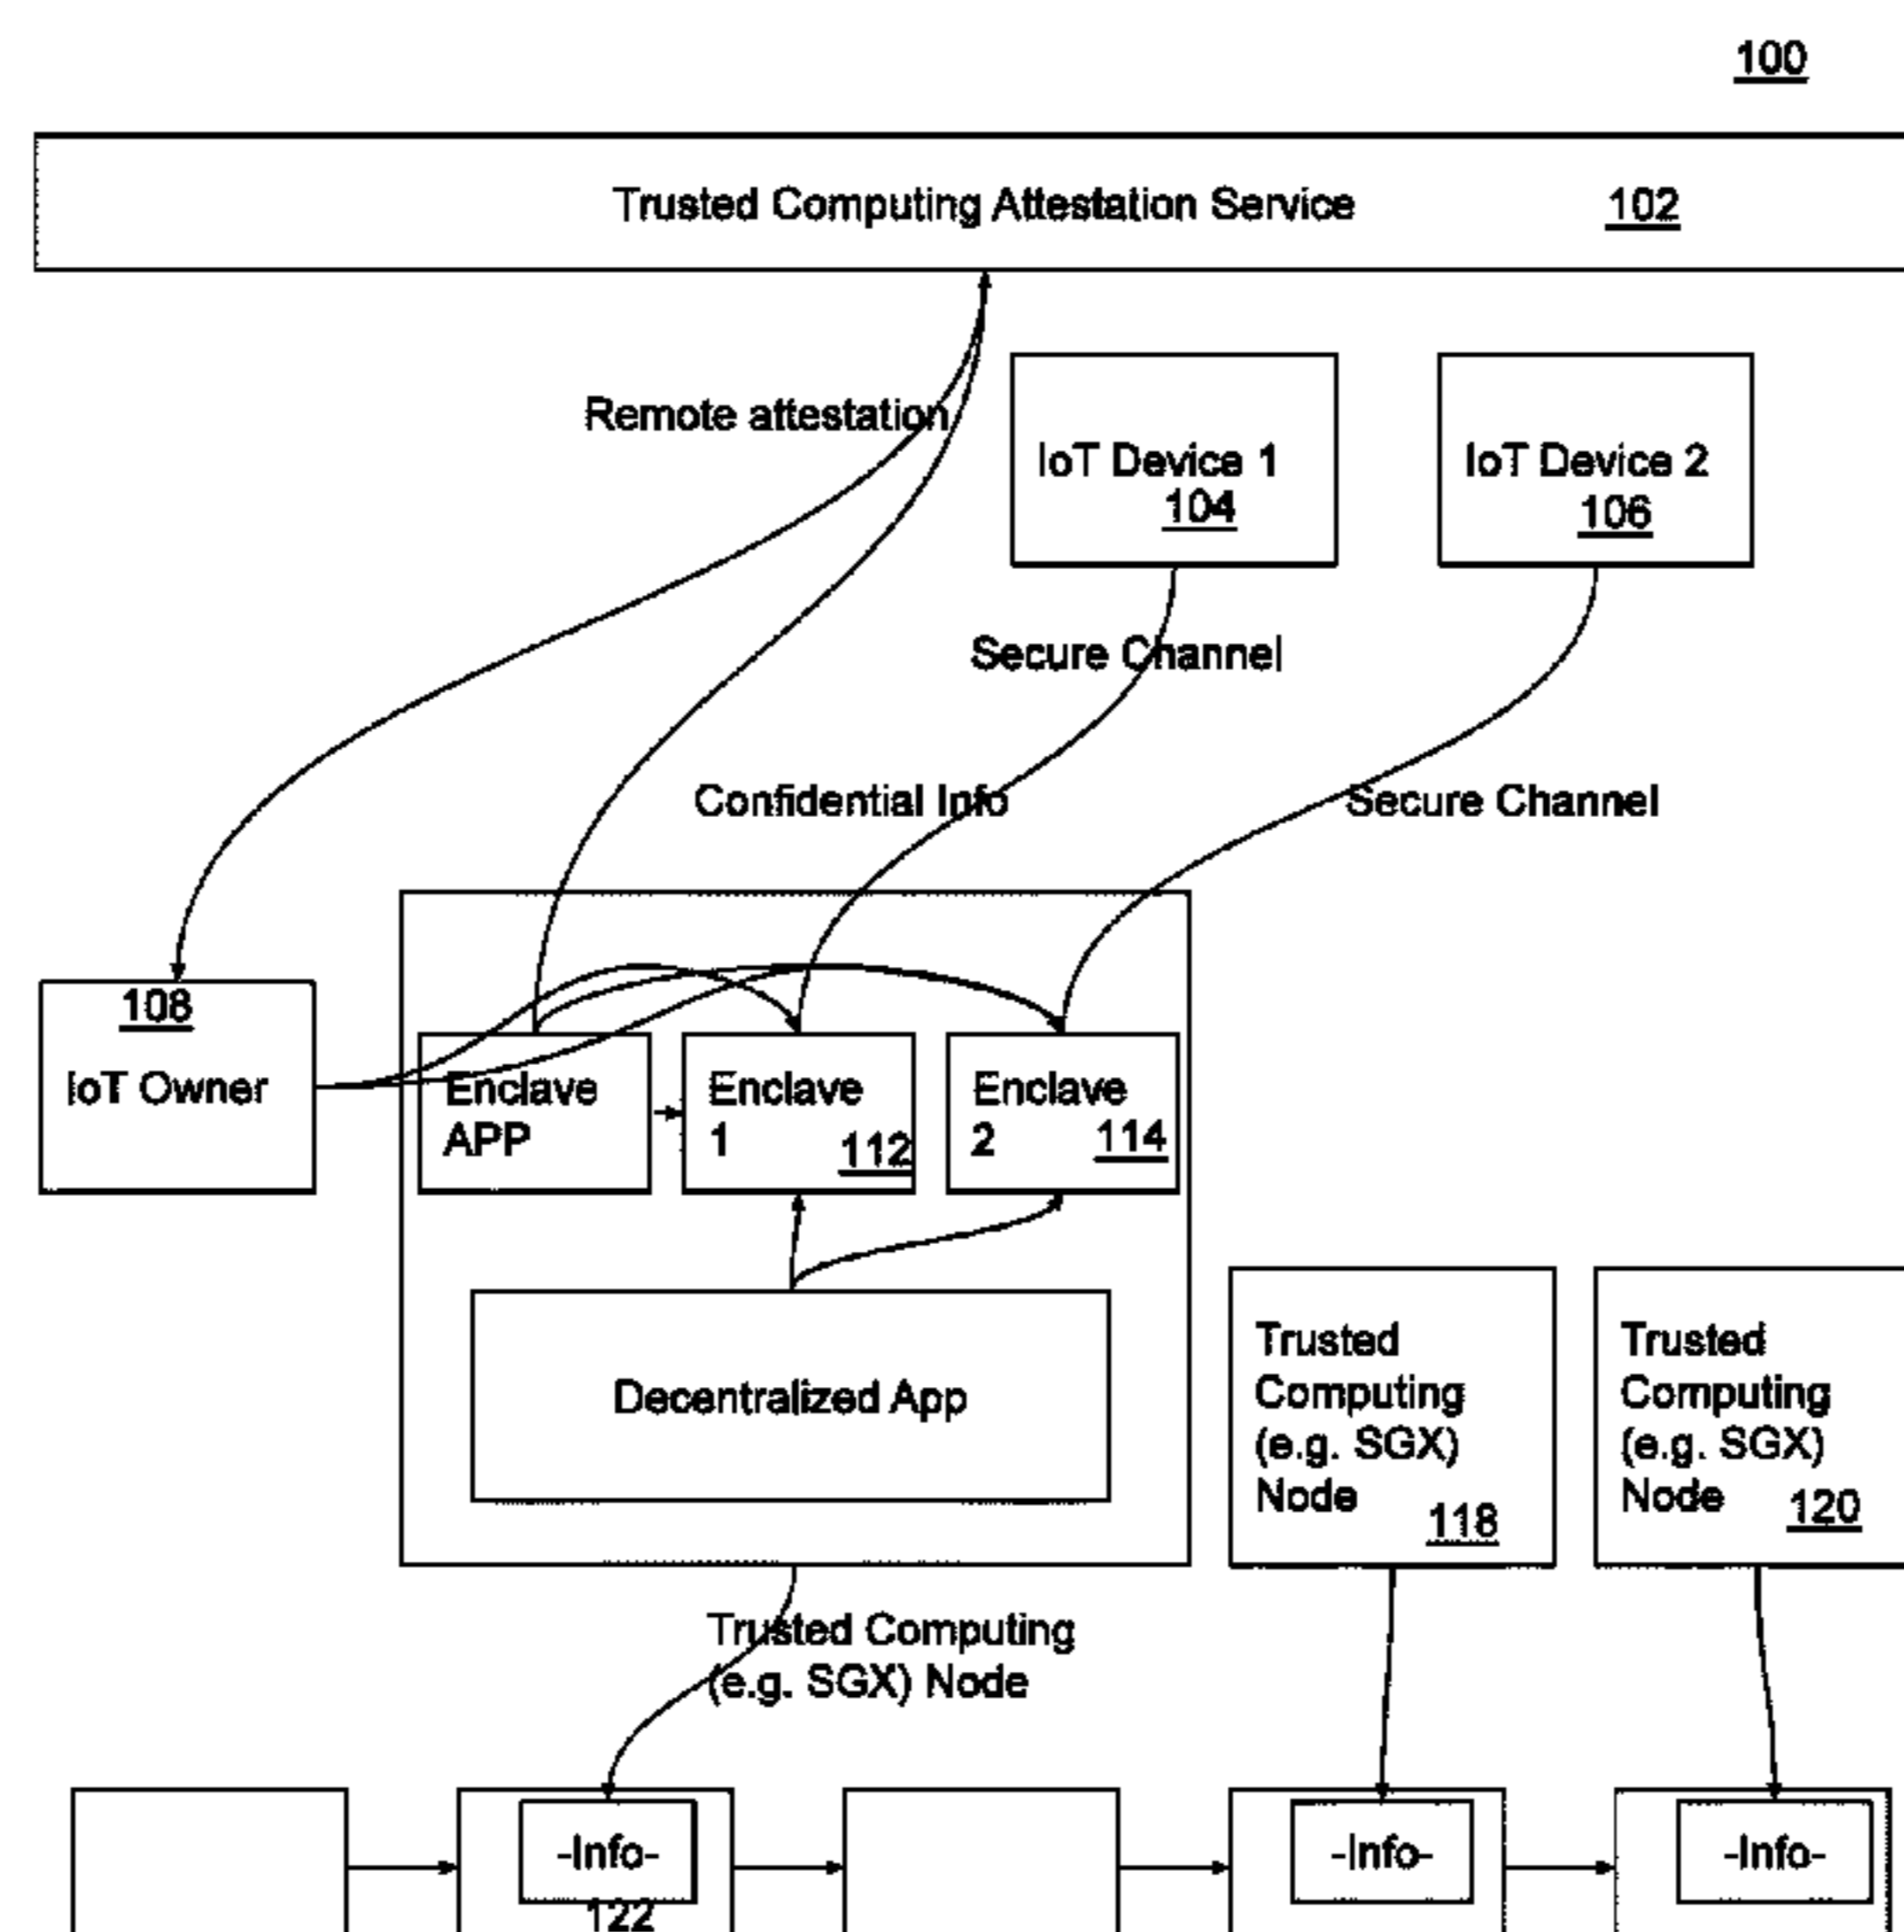 100
Trusted Computing Attestation Service 102
Remote attestation
IoT Device 1
104
IoT Device 2
106
Secure Channel
Confidential Info
Secure Channel
108
IoT Owner
Enclave
APP
Enclave
1
112
Enclave
2
114
Decentralized App
Trusted
Computing
(e.g. SGX)
Node
118
Trusted
Computing
(e.g. SGX)
Node
120
Trusted Computing
(e.g. SGX) Node
-Info-
122
-Info-
-Info-